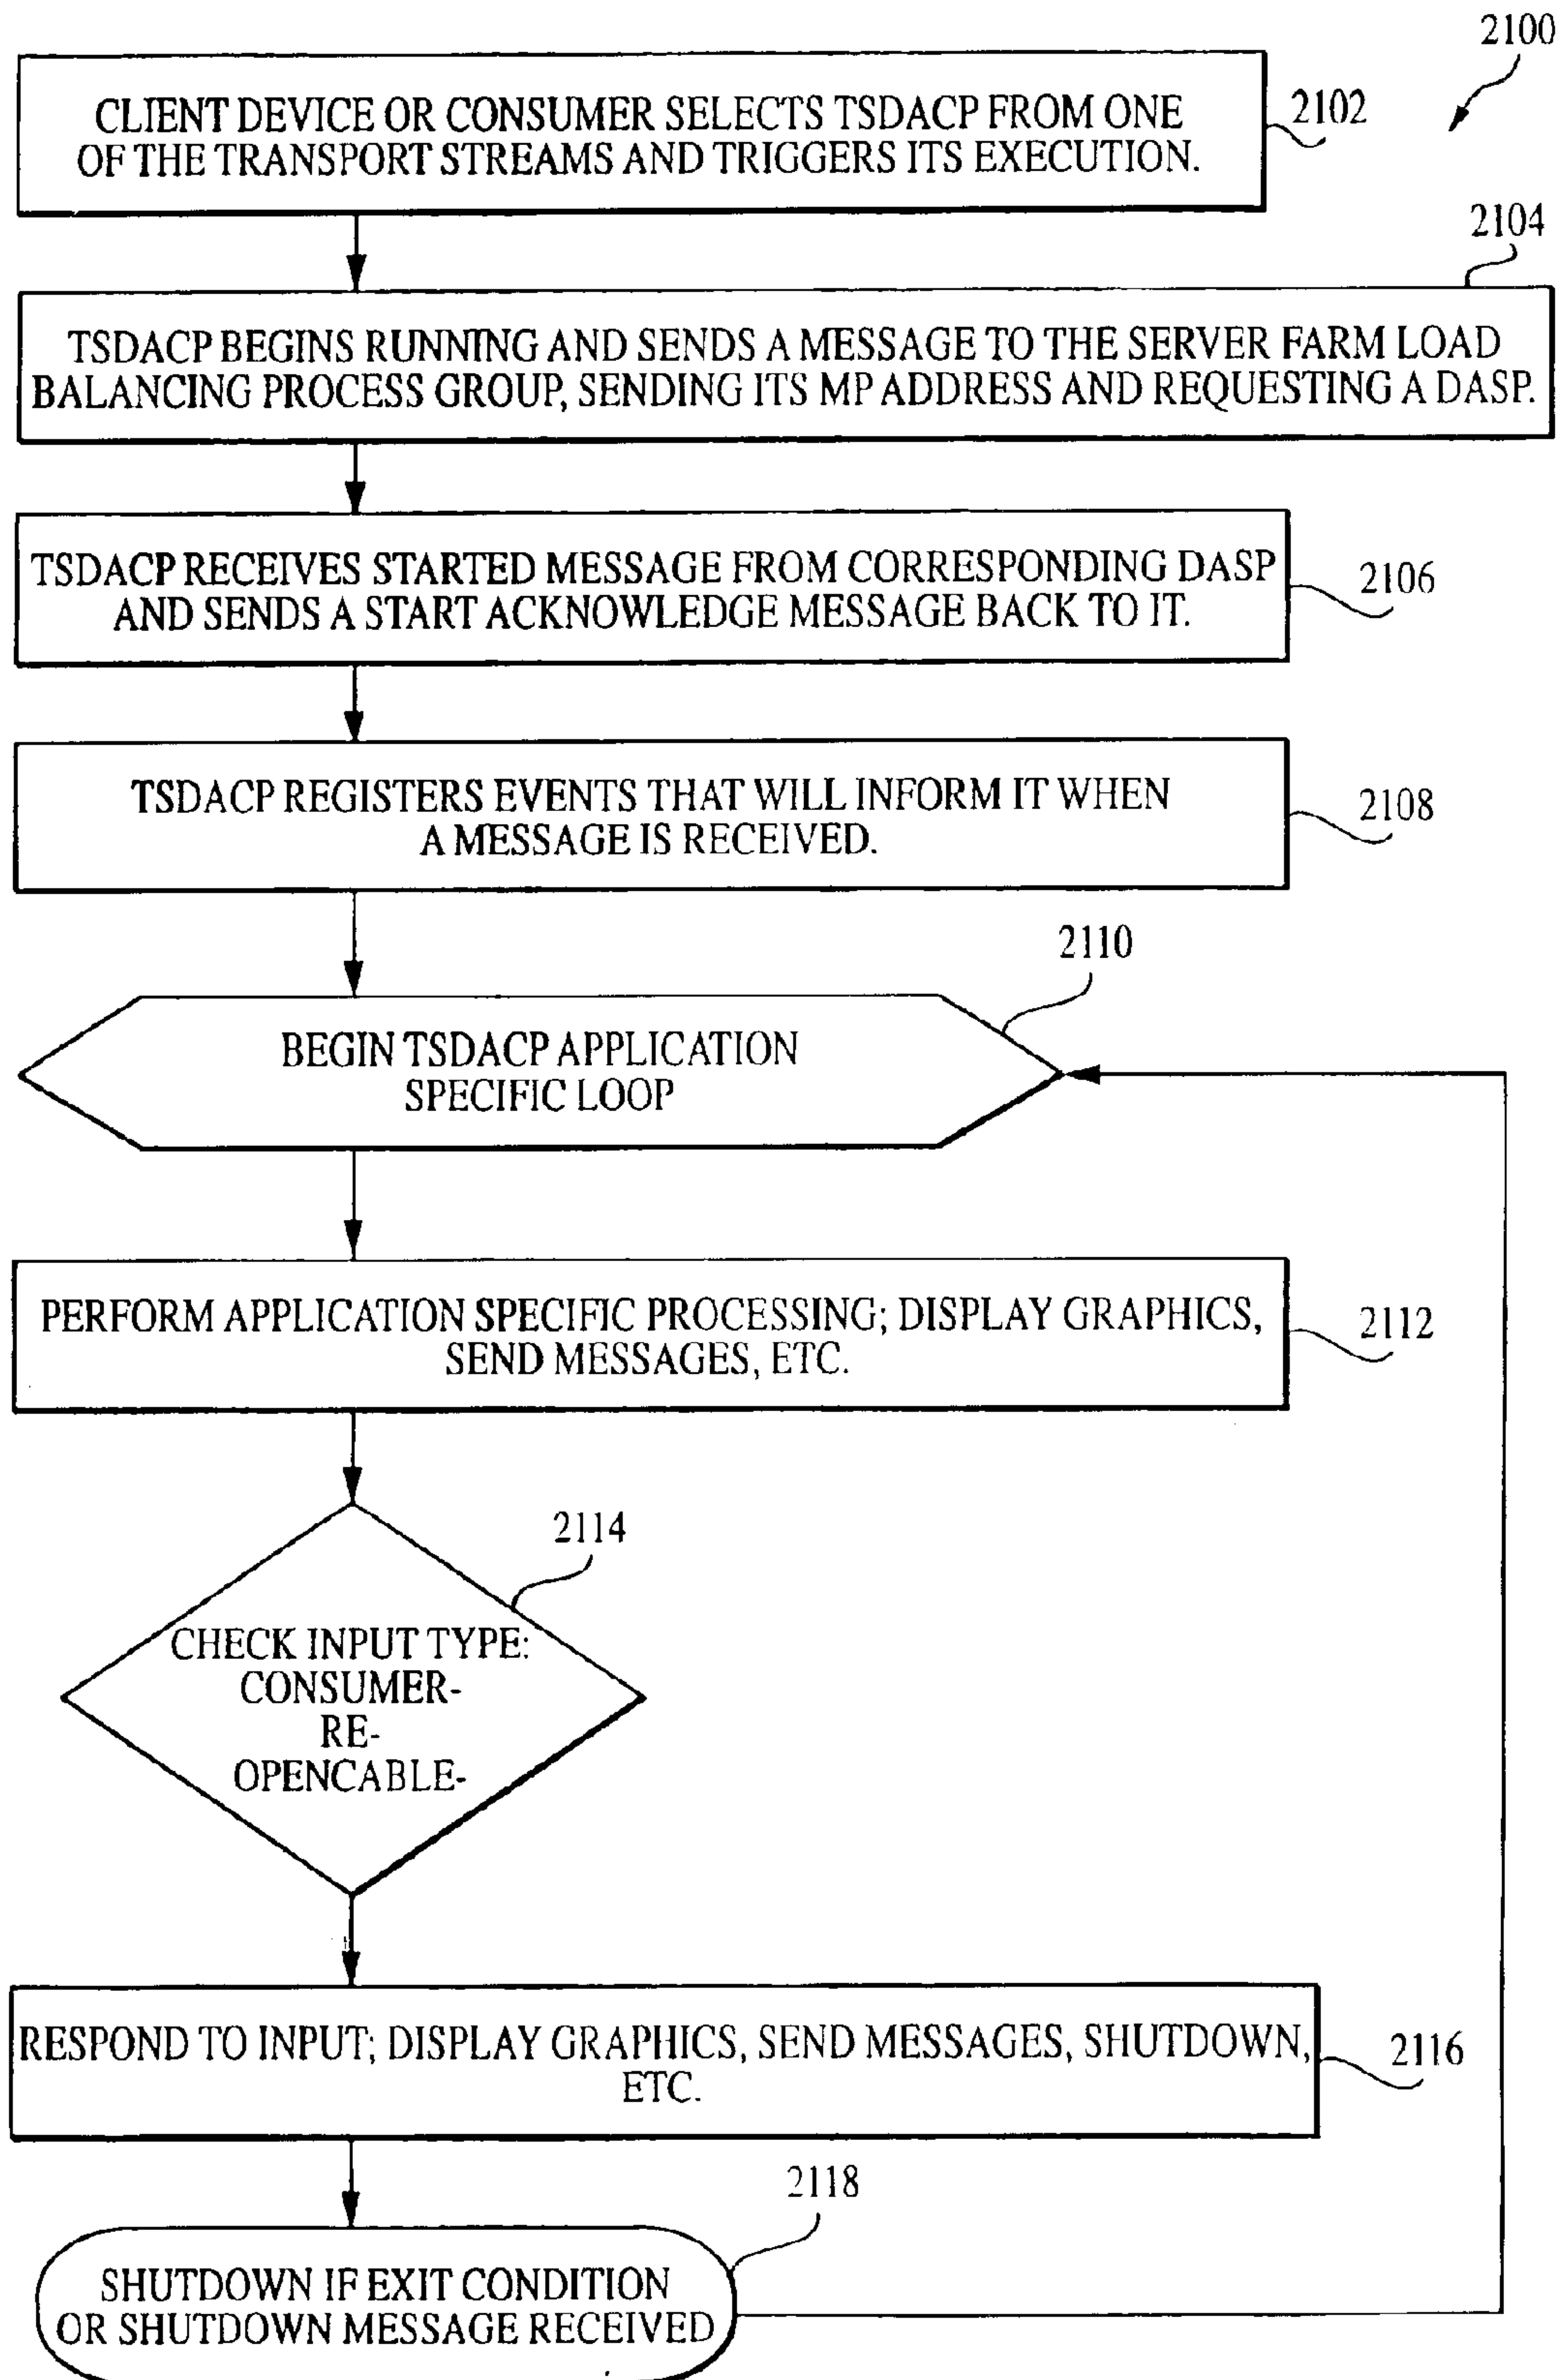 2100
CLIENT DEVICE OR CONSUMER SELECTS TSDACP FROM ONE
OF THE TRANSPORT STREAMS AND TRIGGERS ITS EXECUTION.
2102
2104
TSDACP BEGINS RUNNING AND SENDS A MESSAGE TO THE SERVER FARM LOAD
BALANCING PROCESS GROUP, SENDING ITS MP ADDRESS AND REQUESTING A DASP.
TSDACP RECEIVES STARTED MESSAGE FROM CORRESPONDING DASP
AND SENDS A START ACKNOWLEDGE MESSAGE BACK TO IT.
2106
TSDACP REGISTERS EVENTS THAT WILL INFORM IT WHEN
A MESSAGE IS RECEIVED.
2108
2110
BEGIN TSDACP APPLICATION
SPECIFIC LOOP
PERFORM APPLICATION SPECIFIC PROCESSING; DISPLAY GRAPHICS,
SEND MESSAGES, ETC.
2112
2114
CHECK INPUT TYPE:
CONSUMER-
RE-
OPENCABLE-
RESPOND TO INPUT; DISPLAY GRAPHICS, SEND MESSAGES, SHUTDOWN,
ETC.
2116
2118
SHUTDOWN IF EXIT CONDITION
OR SHUTDOWN MESSAGE RECEIVED